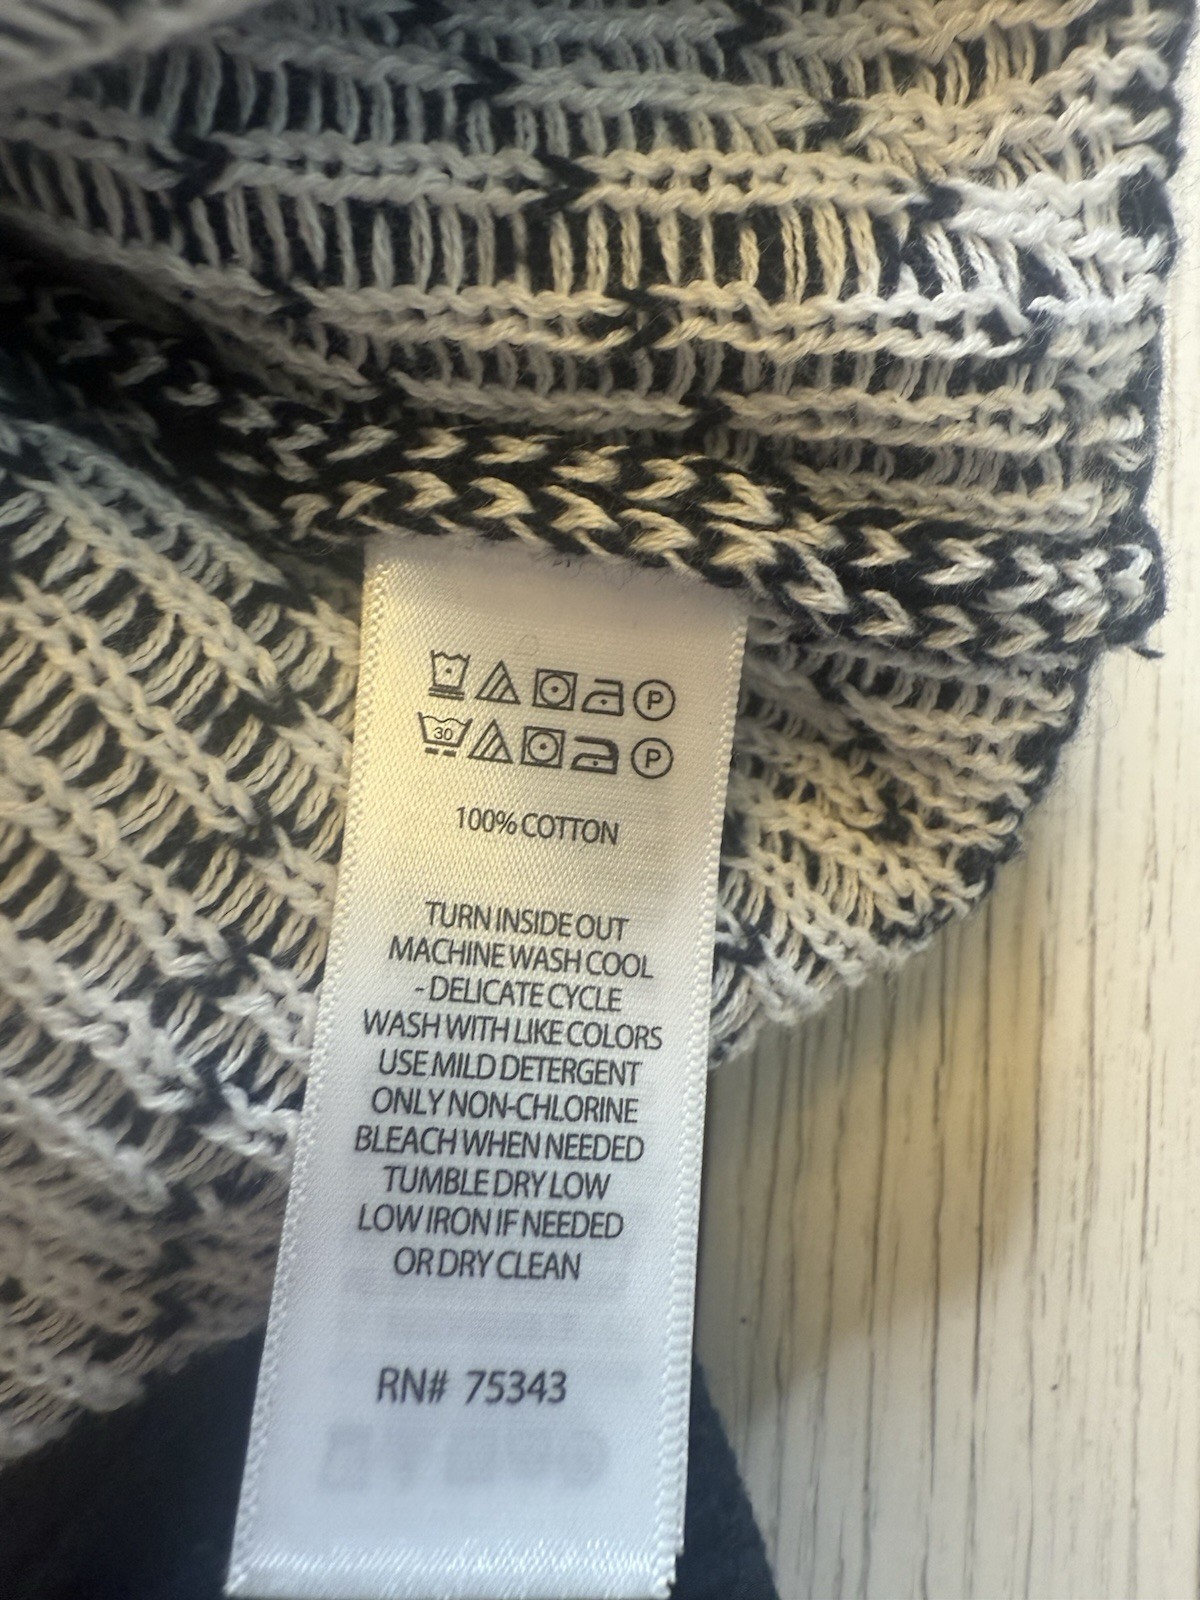 P
30 P
100% COTTON
TURN INSIDE OUT
MACHINE WASH COOL
- DELICATE CYCLE
WASH WITH LIKE COLORS
USE MILD DETERGENT
ONLY NON-CHLORINE
BLEACH WHEN NEEDED
TUMBLE DRY LOW
LOW IRON IF NEEDED
OR DRY CLEAN
RN# 75343